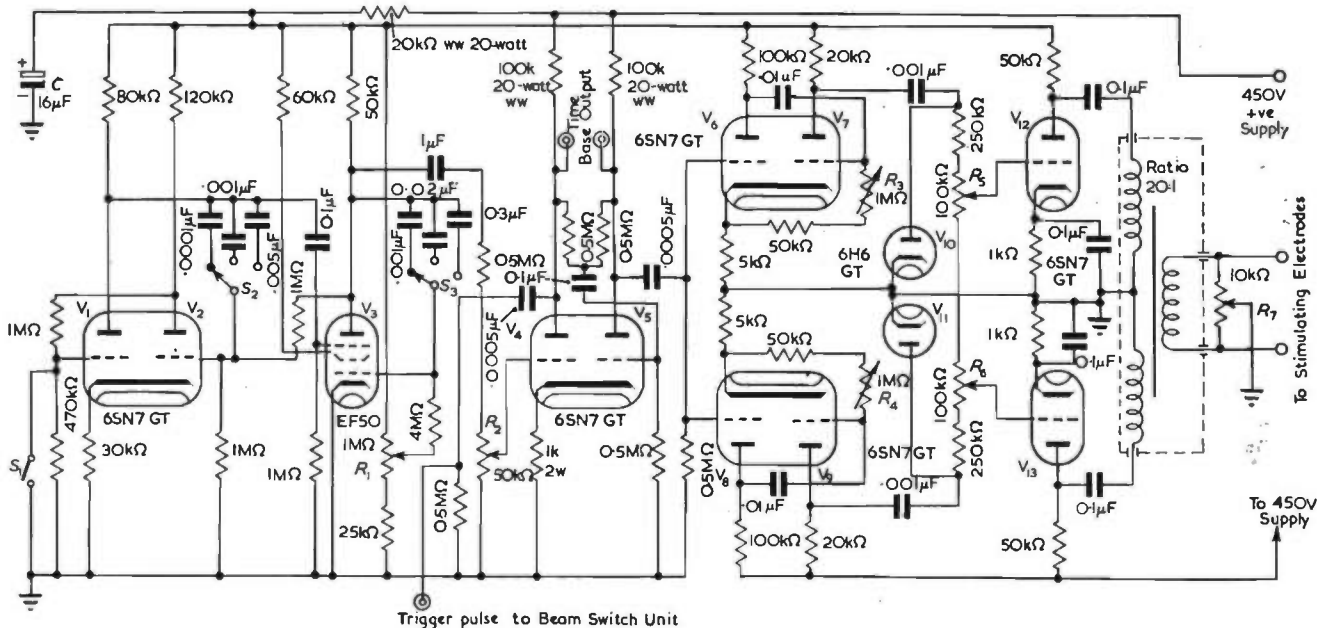 20kΩ ww 20-watt
+
C
16μF
-
80kΩ
120kΩ
60kΩ
50kΩ
100k
20-watt
ww
100k
20-watt
ww
Time Base
Output
100kΩ
20kΩ
·01μF
·001μF
50kΩ
0·1μF
450V
+ve
Supply
V6
V7
6SN7
GT
V12
Ratio
20:1
250kΩ
100kΩ
R5
R3
1MΩ
50kΩ
1μF
·001μF
0·1μF
·0001μF
·005μF
S2
1MΩ
0·02μF
0·3μF
·001μF
S3
0·5MΩ
0·5MΩ
0·5MΩ
0·1μF
·0005μF
·0005μF
5kΩ
5kΩ
V10
6H6
GT
V11
1kΩ
0·1μF
6SN7
GT
1kΩ
0·1μF
10kΩ
R7
To Stimulating Electrodes
1MΩ
V1
V2
V3
V4
V5
6SN7 GT
EF50
6SN7 GT
50kΩ
1MΩ
R4
6SN7GT
100kΩ
R6
250kΩ
S1
470kΩ
30kΩ
1MΩ
1MΩ
1MΩ
R1
4MΩ
25kΩ
0·5MΩ
R2
50kΩ
1k
2w
0·5MΩ
0·5MΩ
V8
V9
·01μF
·001μF
V13
0·1μF
100kΩ
20kΩ
50kΩ
To 450V
Supply
Trigger pulse to Beam Switch Unit